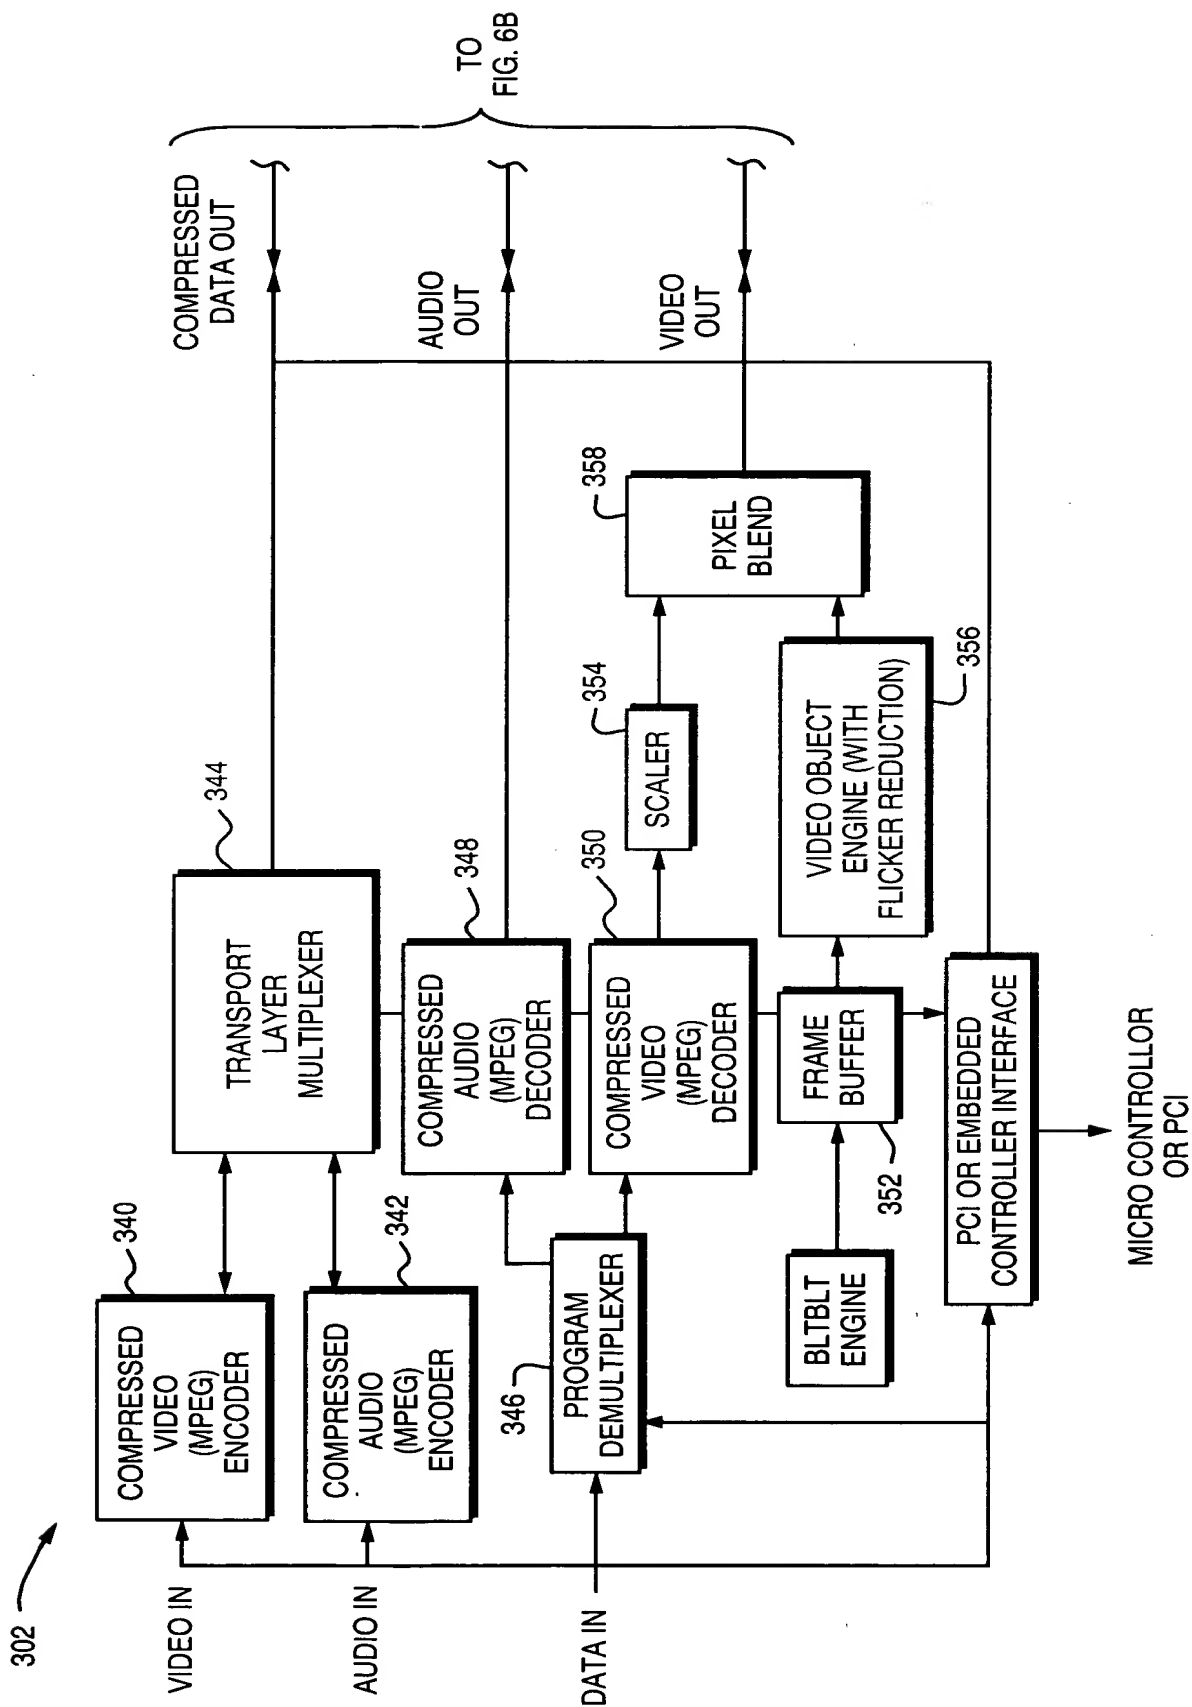 302
VIDEO IN
AUDIO IN
DATA IN
340
COMPRESSED
VIDEO
(MPEG)
ENCODER
342
COMPRESSED
AUDIO
(MPEG)
ENCODER
346
PROGRAM
DEMULTIPLEXER
BLTBLT
ENGINE
344
TRANSPORT
LAYER
MULTIPLEXER
348
COMPRESSED
AUDIO
(MPEG)
DECODER
350
COMPRESSED
VIDEO
(MPEG)
DECODER
352
FRAME
BUFFER
PCI OR EMBEDDED
CONTROLLER INTERFACE
MICRO CONTROLLOR
OR PCI
354
SCALER
356
VIDEO OBJECT
ENGINE (WITH
FLICKER REDUCTION)
358
PIXEL
BLEND
COMPRESSED
DATA OUT
AUDIO
OUT
VIDEO
OUT
TO
FIG. 6B